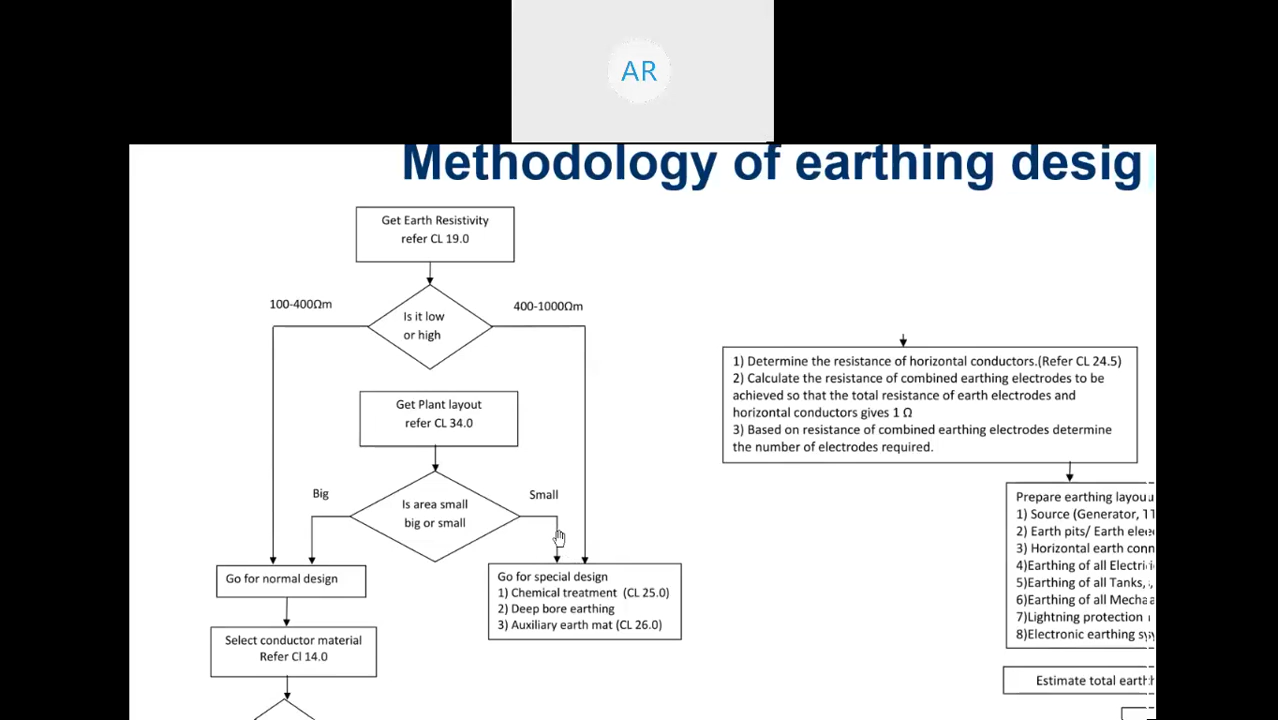 AR
Methodology of earthing desig
Get Earth Resistivity
refer CL 19.0
100-400Ωm
Is it low
or high
400-1000Ωm
Get Plant layout
refer CL 34.0
Big
Is area small
big or small
Small
Go for normal design
Go for special design
1) Chemical treatment (CL 25.0)
2) Deep bore earthing
3) Auxiliary earth mat (CL 26.0)
Select conductor material
Refer Cl 14.0
1) Determine the resistance of horizontal conductors.(Refer CL 24.5)
2) Calculate the resistance of combined earthing electrodes to be
achieved so that the total resistance of earth electrodes and
horizontal conductors gives 1 Ω
3) Based on resistance of combined earthing electrodes determine
the number of electrodes required.
Prepare earthing
1) Source (Generator,
2) Earth pits/ Earth
3) Horizontal earth
4)Earthing of all
5)Earthing of all Tanks,
6)Earthing of all
7)Lightning protection
8)Electronic earthing
Estimate total